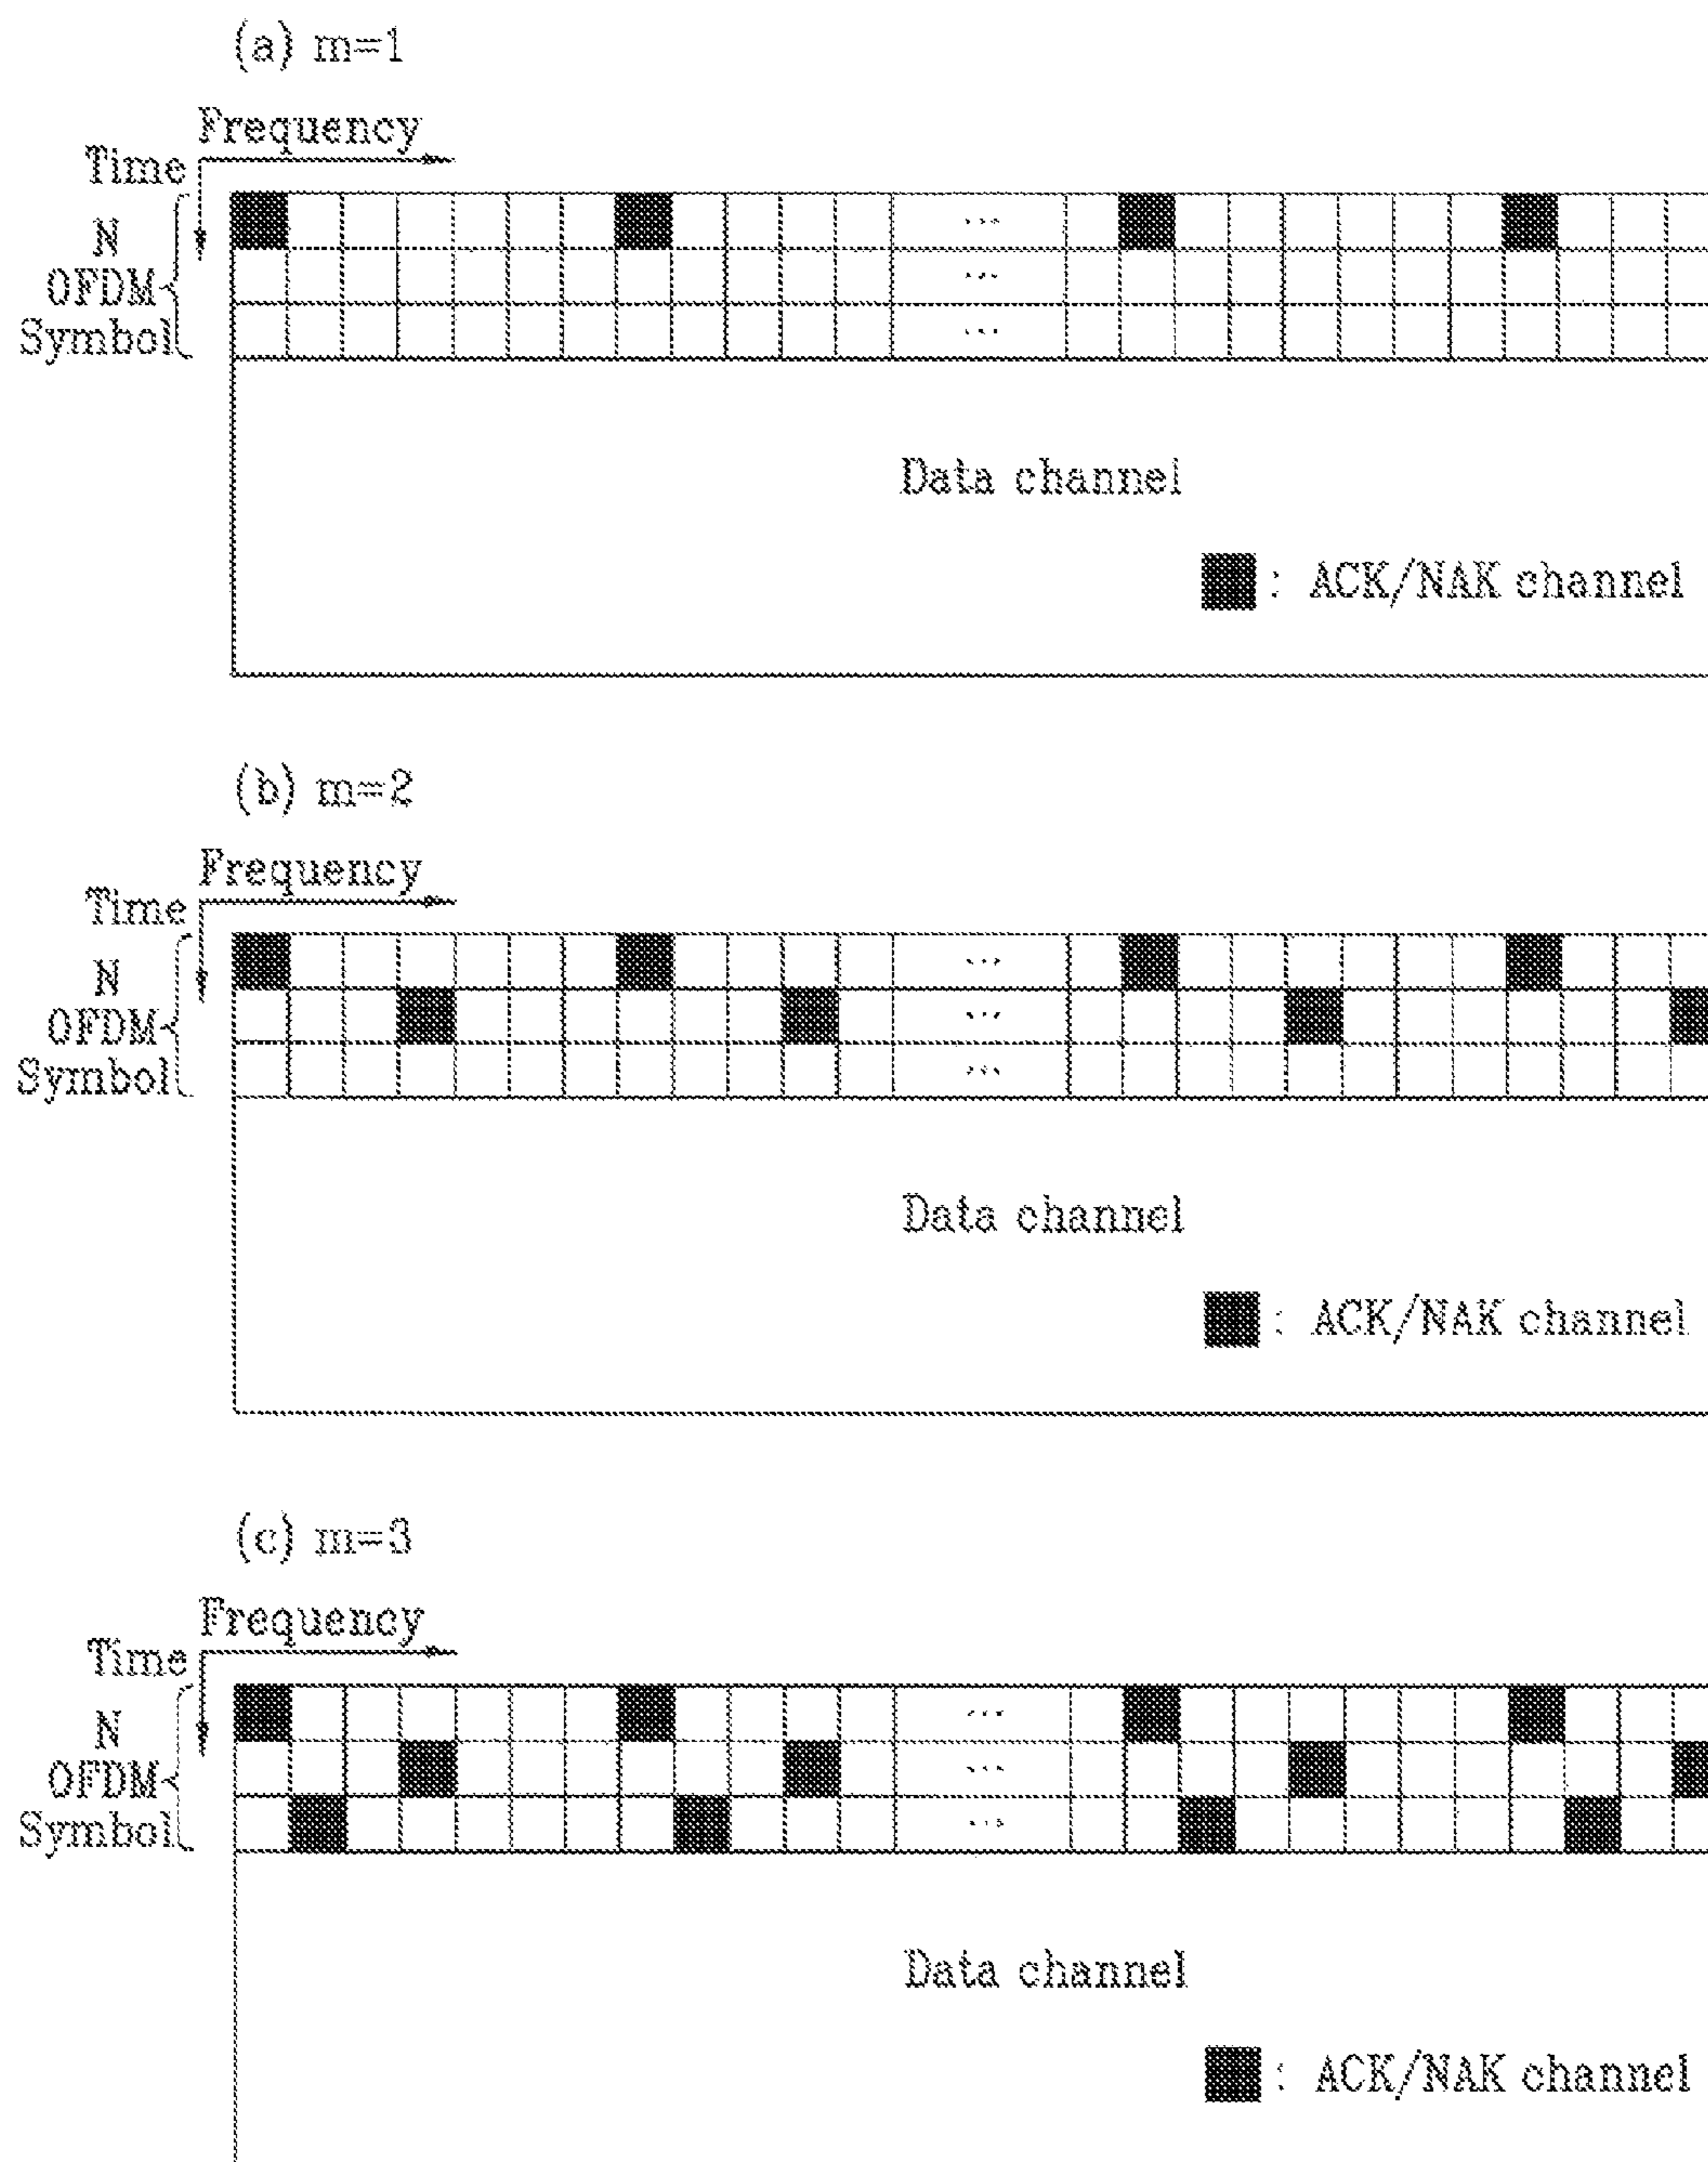 (a) m=1
Frequency
Time
N
OFDM
Symbol
...
...
...
Data channel
: ACK/NAK channel
(b) m=2
Frequency
Time
N
OFDM
Symbol
...
...
...
Data channel
: ACK/NAK channel
(c) m=3
Frequency
Time
N
OFDM
Symbol
...
...
...
Data channel
: ACK/NAK channel